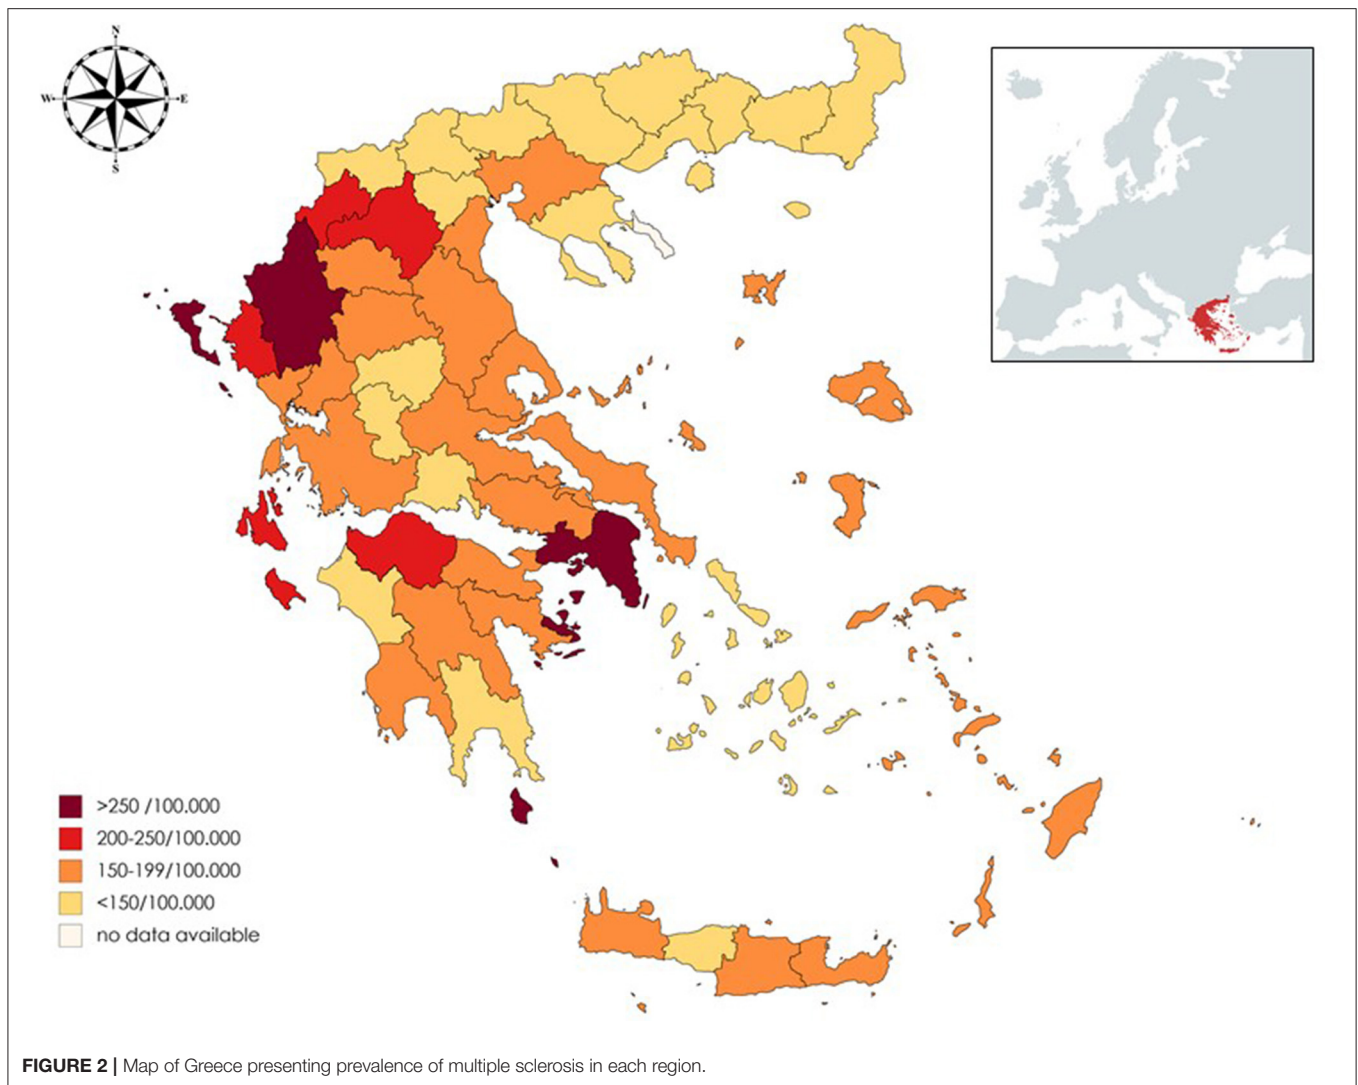 N
W
E
S
>250 /100.000
200-250/100.000
150-199/100.000
<150/100.000
no data available
FIGURE 2 | Map of Greece presenting prevalence of multiple sclerosis in each region.